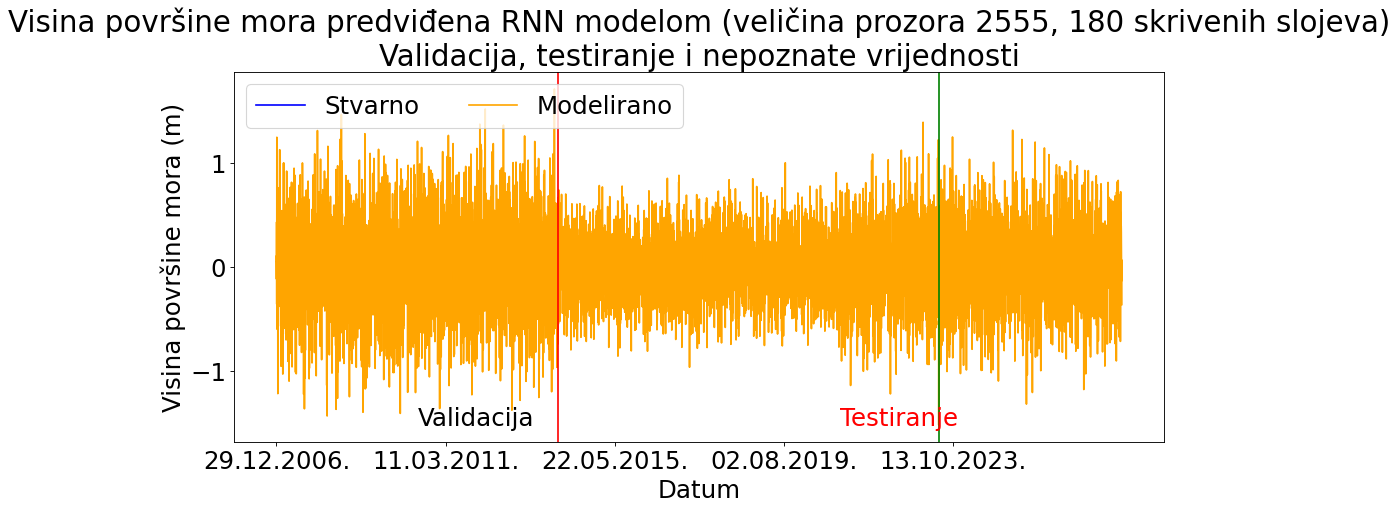 Visina površine mora predviđena RNN modelom (veličina prozora 2555, 180 skrivenih slojeva)
Validacija, testiranje i nepoznate vrijednosti
Stvarno Modelirano
Visina površine mora (m)
1
0
−1
Validacija Testiranje
29.12.2006. 11.03.2011. 22.05.2015. 02.08.2019. 13.10.2023.
Datum